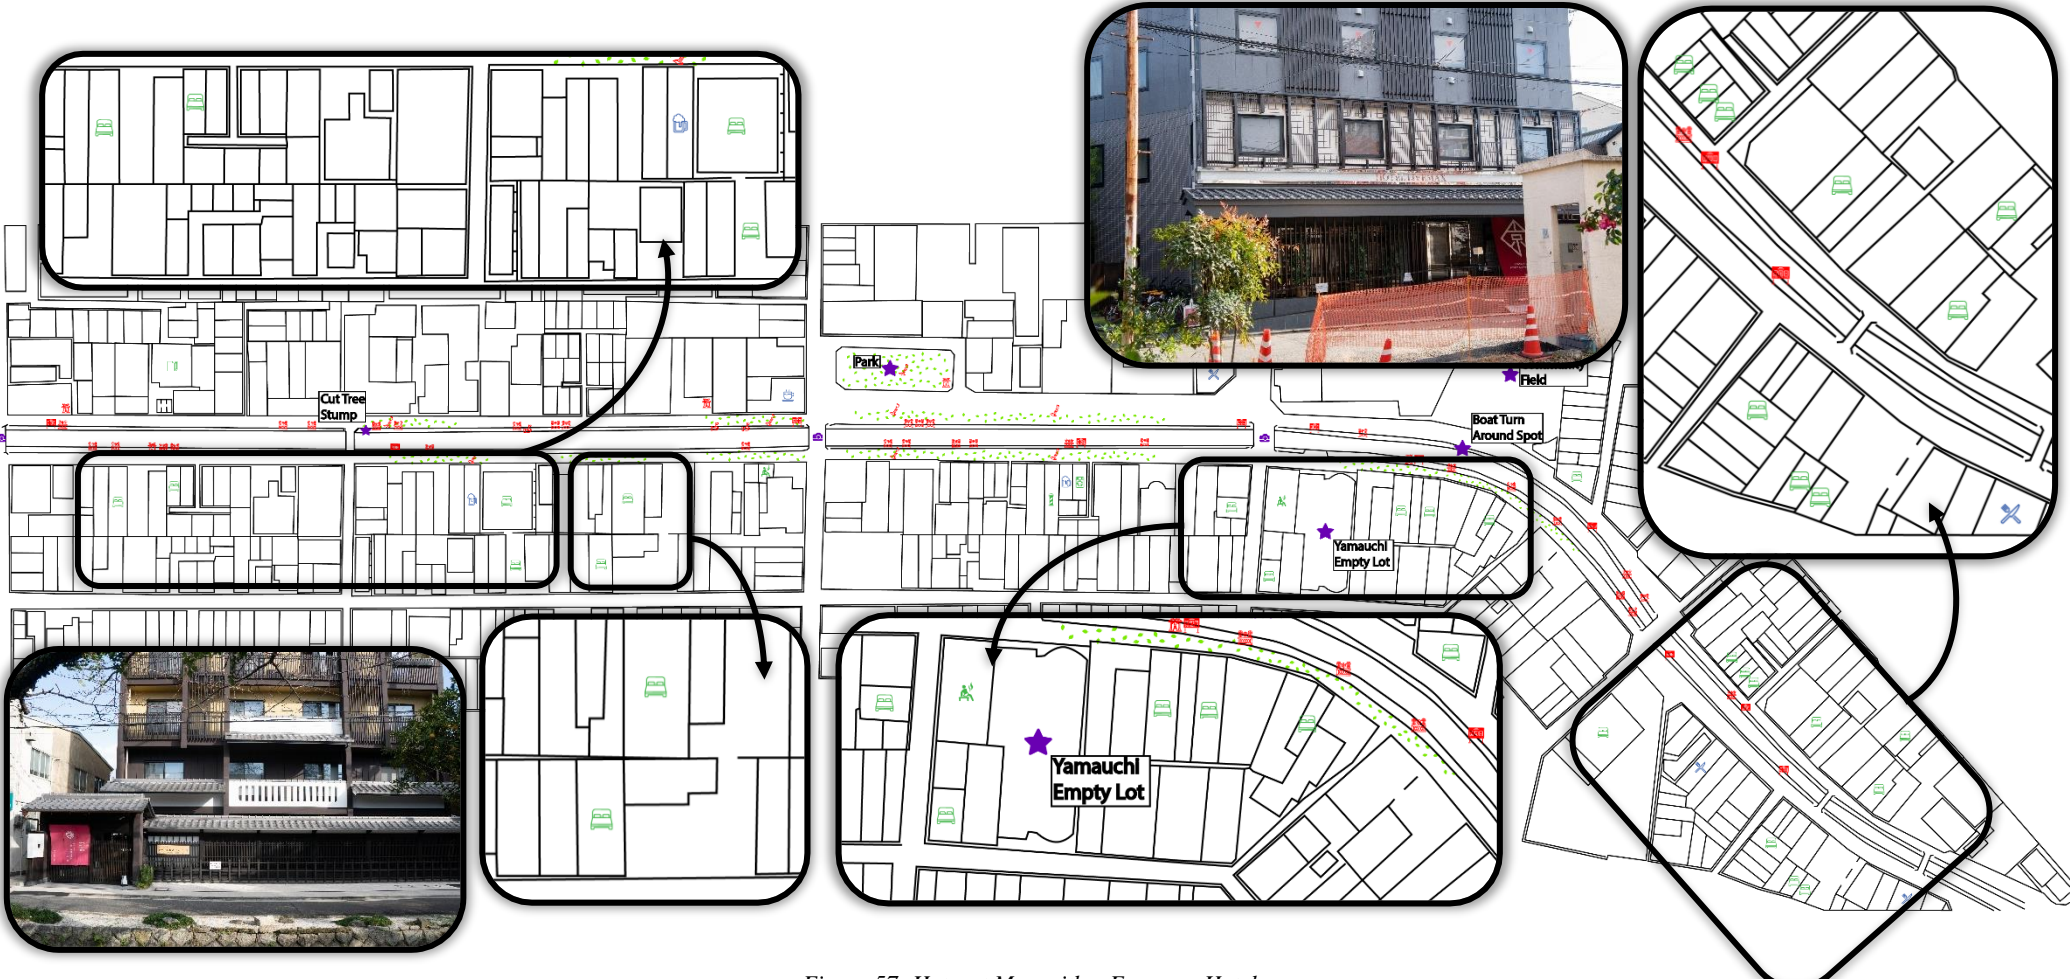 Park
Cut Tree
Stump
Field
Boat Turn
Around Spot
Yamauchi
Empty Lot
Yamauchi
Empty Lot